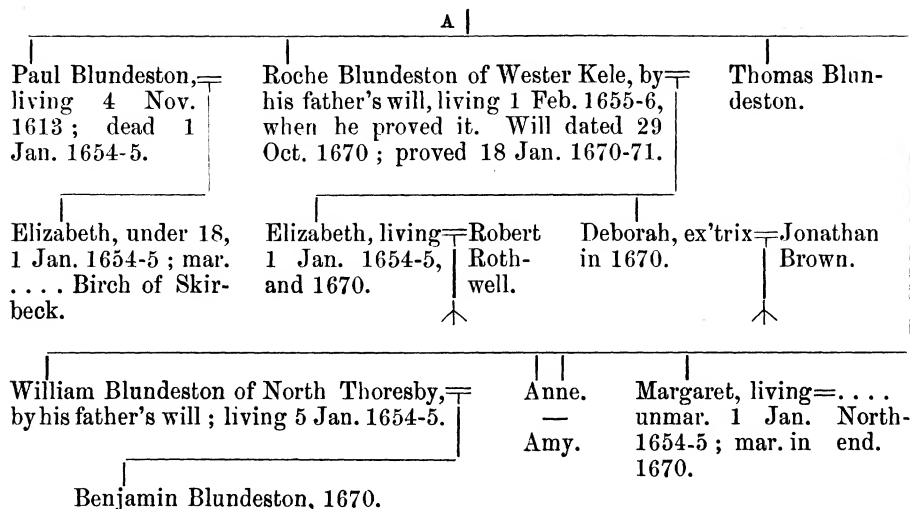 A
Paul Blundeston,
living 4 Nov.
1613 ; dead 1
Jan. 1654-5.
Roche Blundeston of Wester Kele, by
his father's will, living 1 Feb. 1655-6,
when he proved it. Will dated 29
Oct. 1670 ; proved 18 Jan. 1670-71.
Thomas Blun-
deston.
Elizabeth, under 18,
1 Jan. 1654-5 ; mar.
. . . . Birch of Skir-
beck.
Elizabeth, living
1 Jan. 1654-5,
and 1670.
Robert
Roth-
well.
Deborah, ex'trix
in 1670.
Jonathan
Brown.
William Blundeston of North Thoresby,
by his father's will ; living 5 Jan. 1654-5.
Anne.
—
Amy.
Margaret, living
unmar. 1 Jan.
1654-5 ; mar. in
1670.
. . . .
North-
end.
Benjamin Blundeston, 1670.